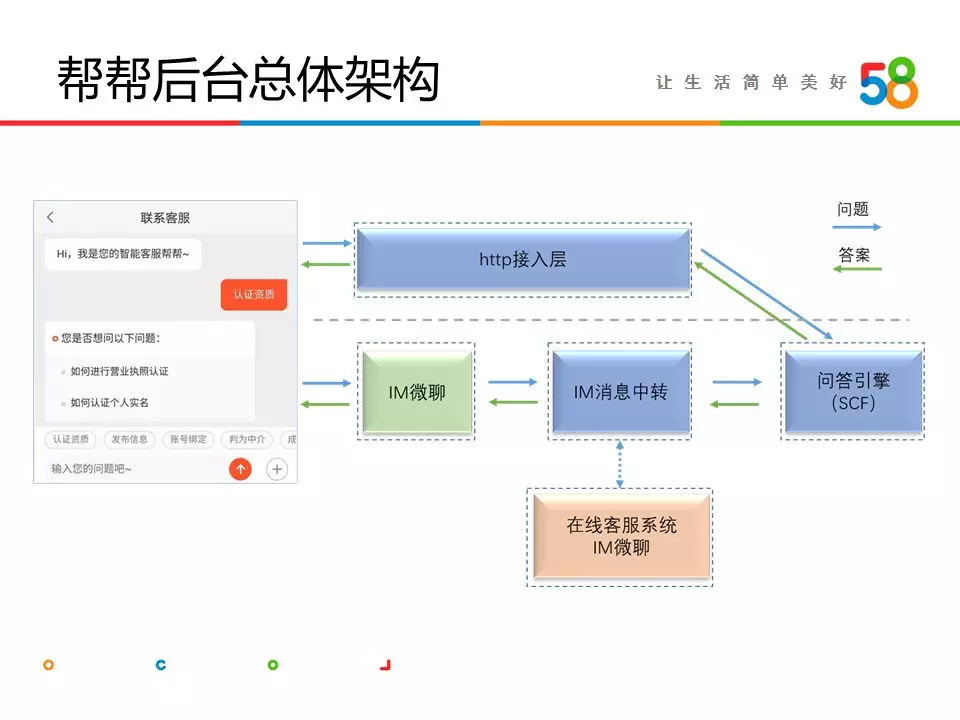 帮帮后台总体架构
让生活简单美好
58
联系客服
Hi，我是您的智能客服帮帮~
认证资质
您是否想问以下问题：
如何进行营业执照认证
如何认证个人实名
认证资质
发布信息
账号绑定
判为中介
成
输入您的问题吧~
http接入层
问题
答案
IM微聊
IM消息中转
问答引擎
（SCF）
在线客服系统
IM微聊